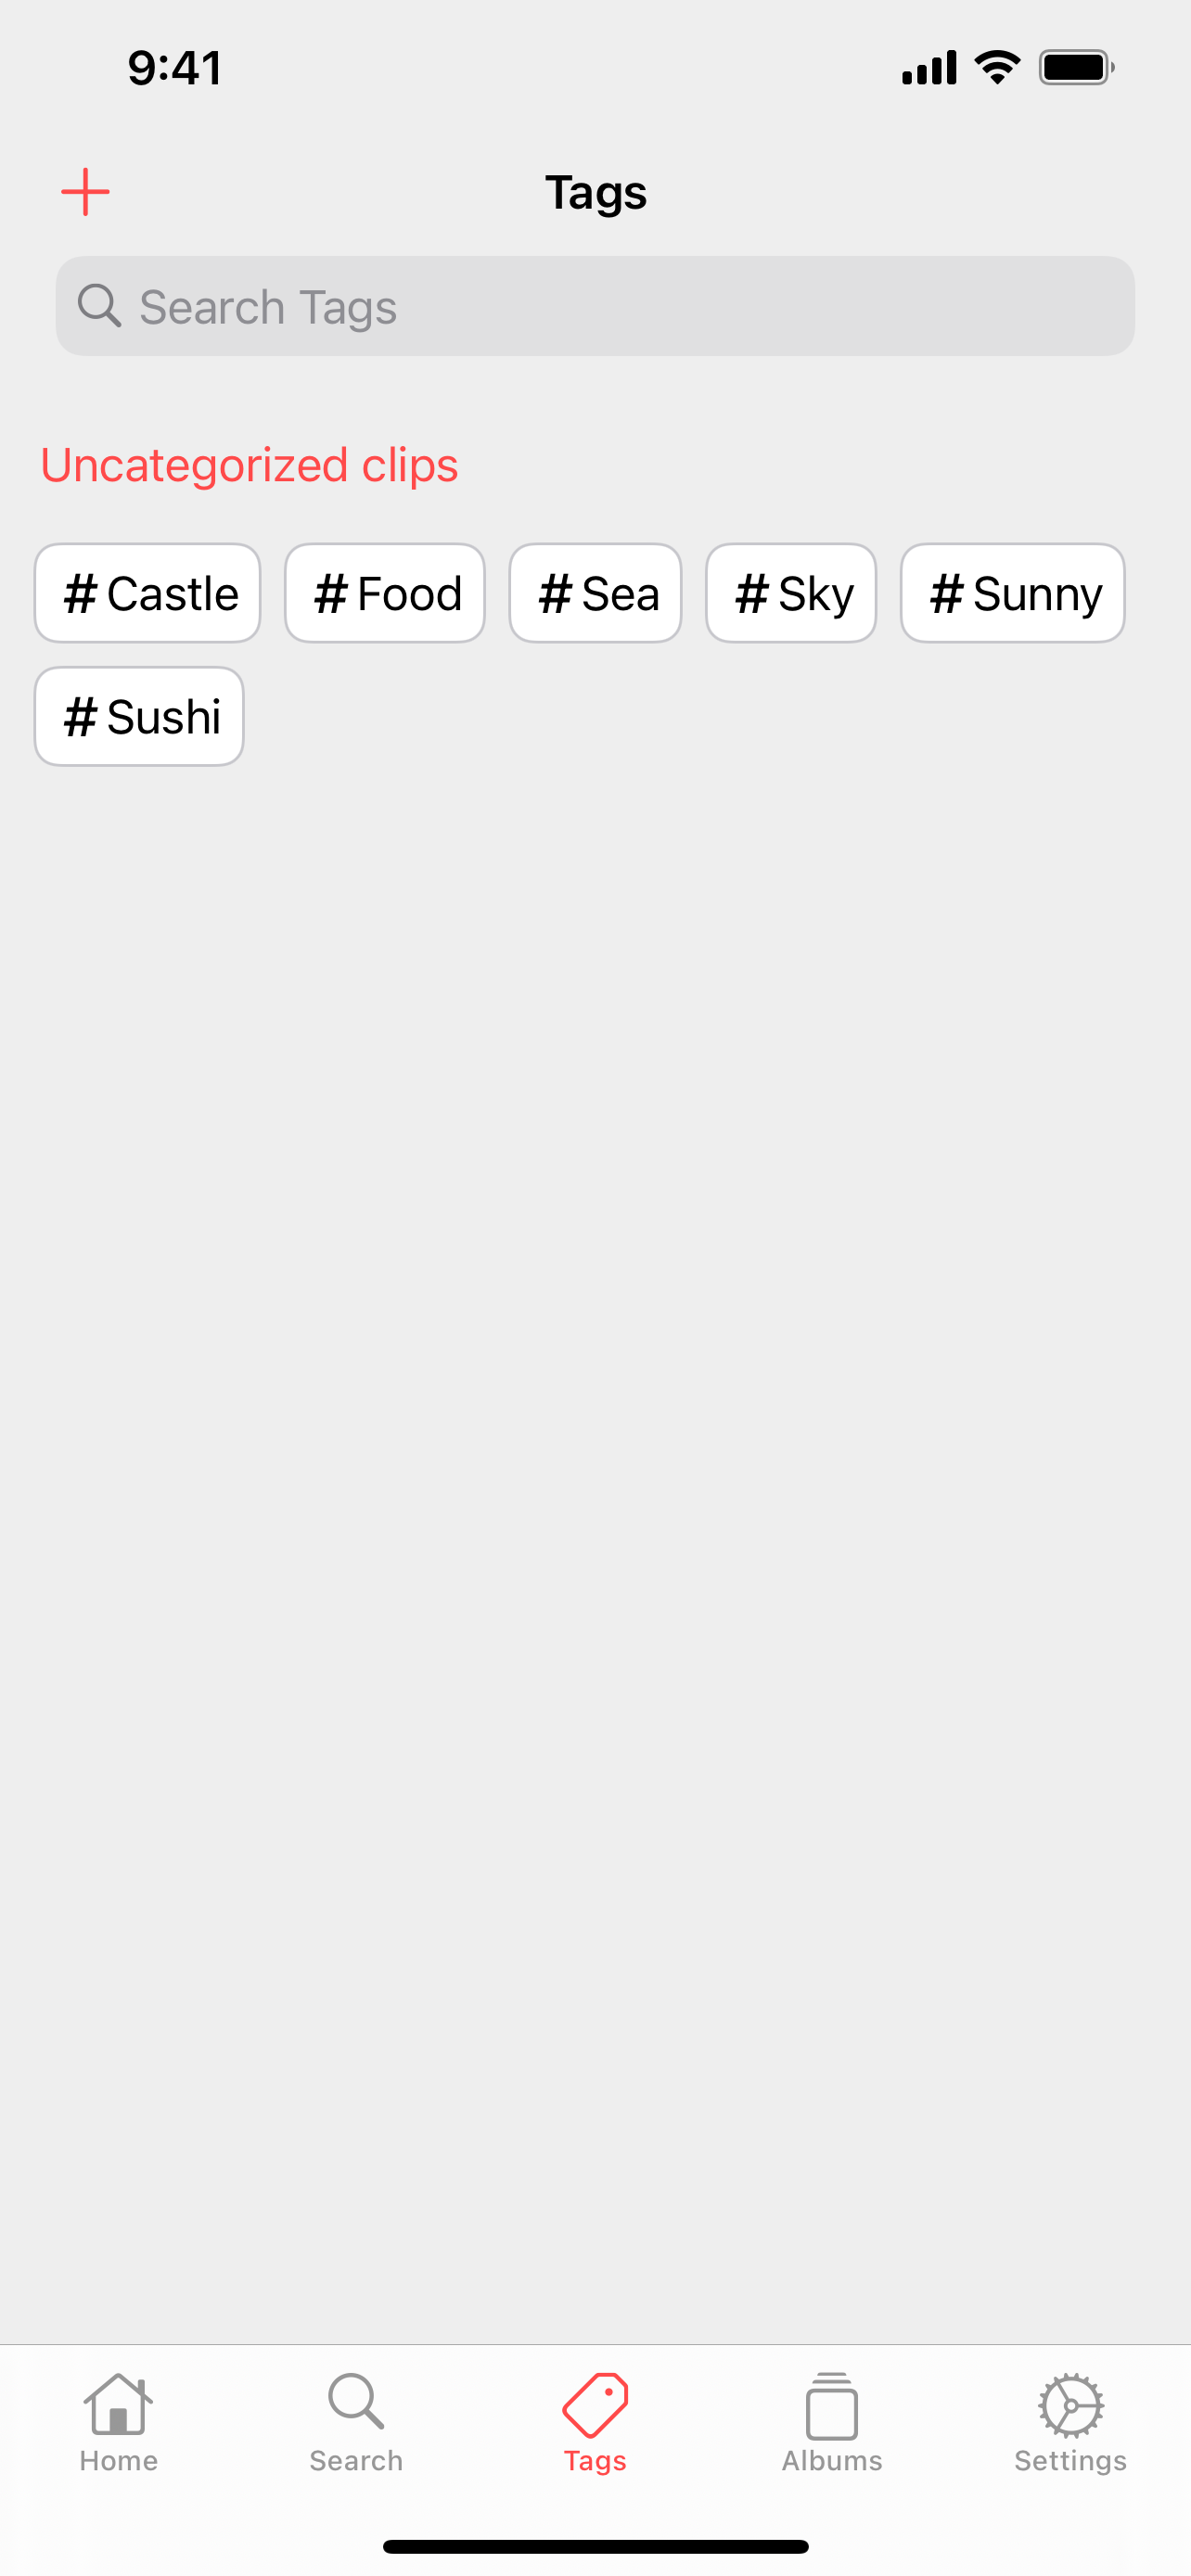 9:41
Tags
Search Tags
Uncategorized clips
# Castle # Food # Sea # Sky # Sunny
# Sushi
Home Search Tags Albums Settings